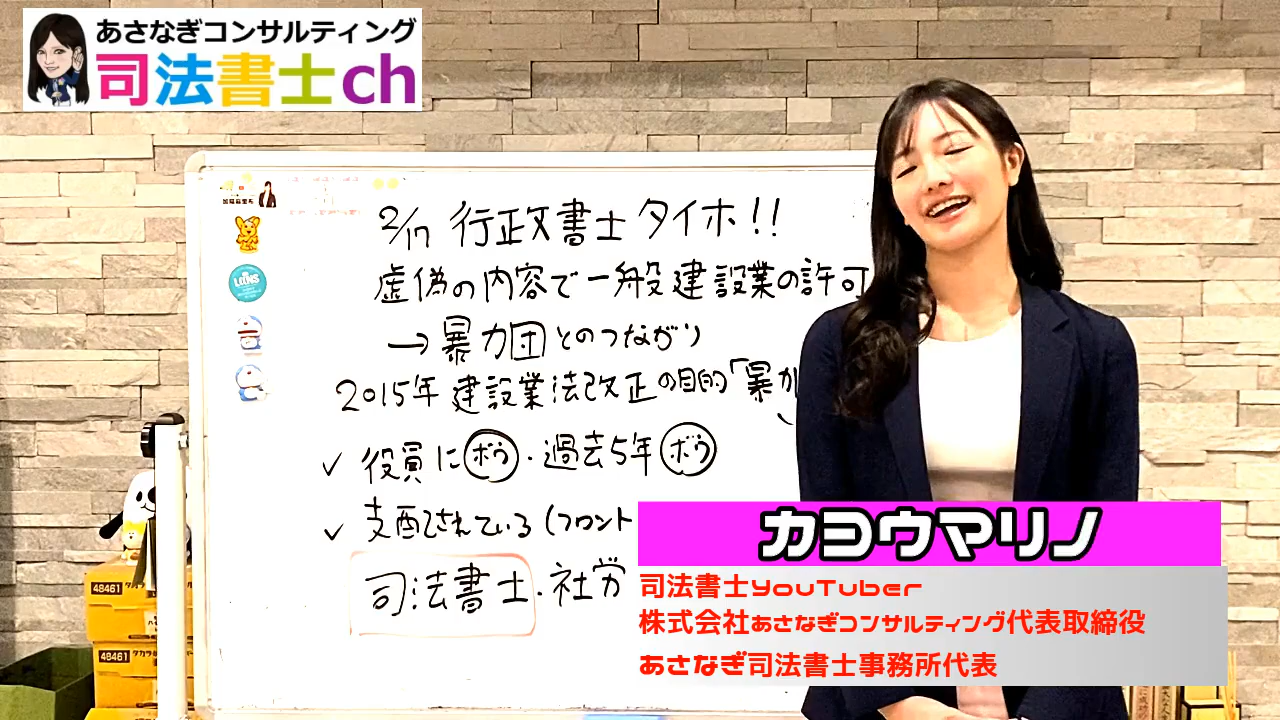 あさなぎコンサルティング
司法書士ch
2/17 行政書士タイホ!!
虚偽の内容で一般建設業の許可
→暴力団とのつながり
2015年 建設業法改正の目的「暴か
✓ 役員にボウ・過去5年ボウ
✓ 支配されている(フロント
司法書士・社労
カヨウマリノ
司法書士YouTuber
株式会社あさなぎコンサルティング代表取締役
あさなぎ司法書士事務所代表
48461
48461